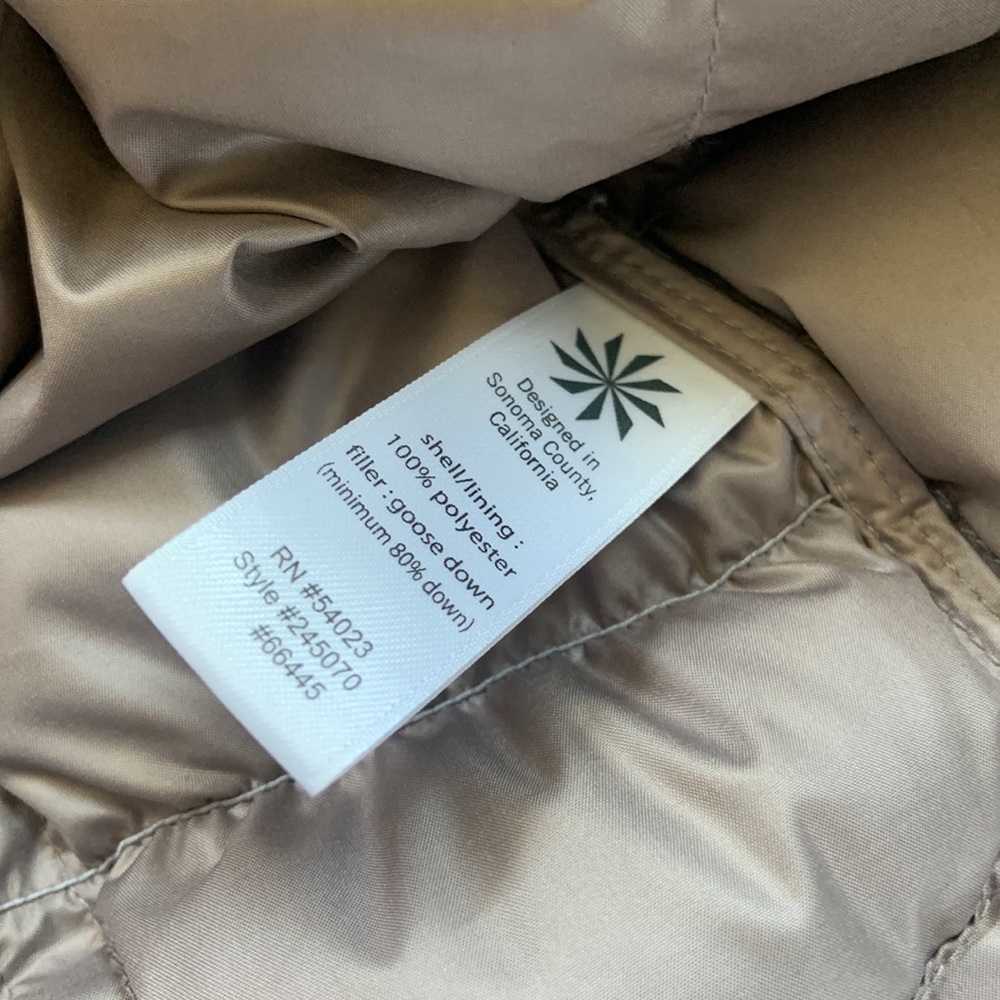 Designed in
Sonoma County,
California
shell/lining :
100% polyester
filler : goose down
(minimum 80% down)
RN #54023
Style #245070
#66445